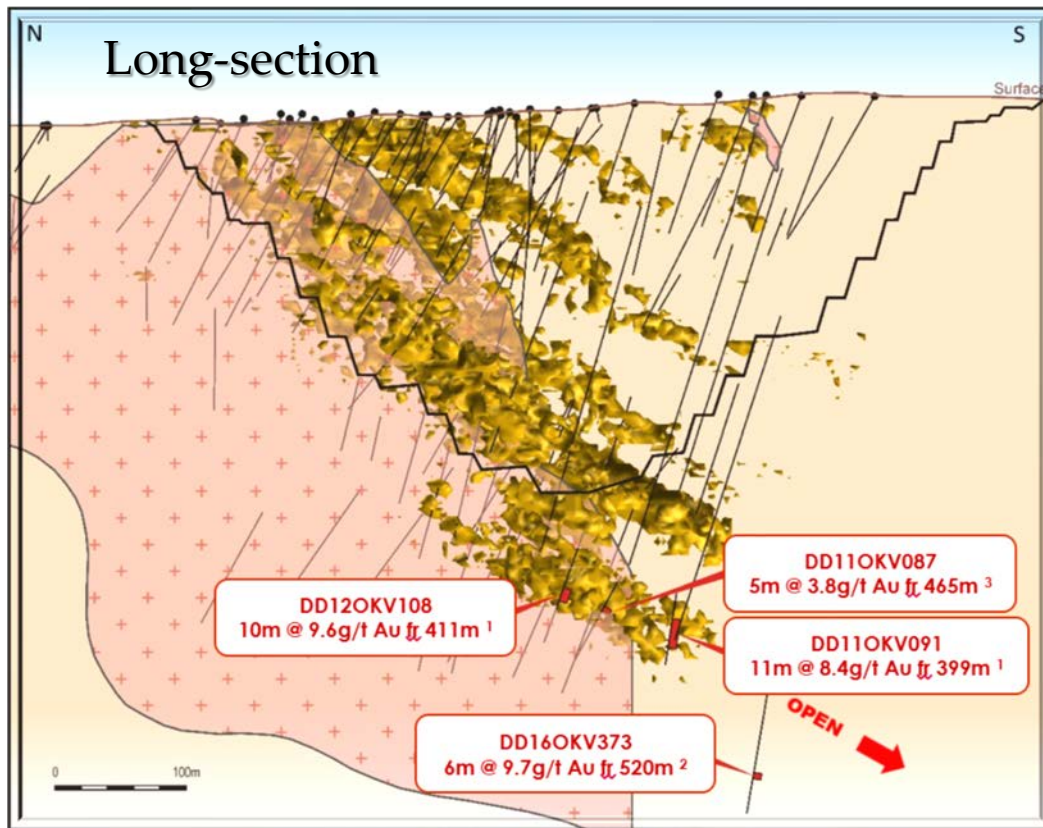 N
S
Long-section
Surface
DD11OKV087
5m @ 3.8g/t Au fr 465m ³
DD12OKV108
10m @ 9.6g/t Au fr 411m ¹
DD11OKV091
11m @ 8.4g/t Au fr 399m ¹
OPEN
DD16OKV373
6m @ 9.7g/t Au fr 520m ²
0 100m